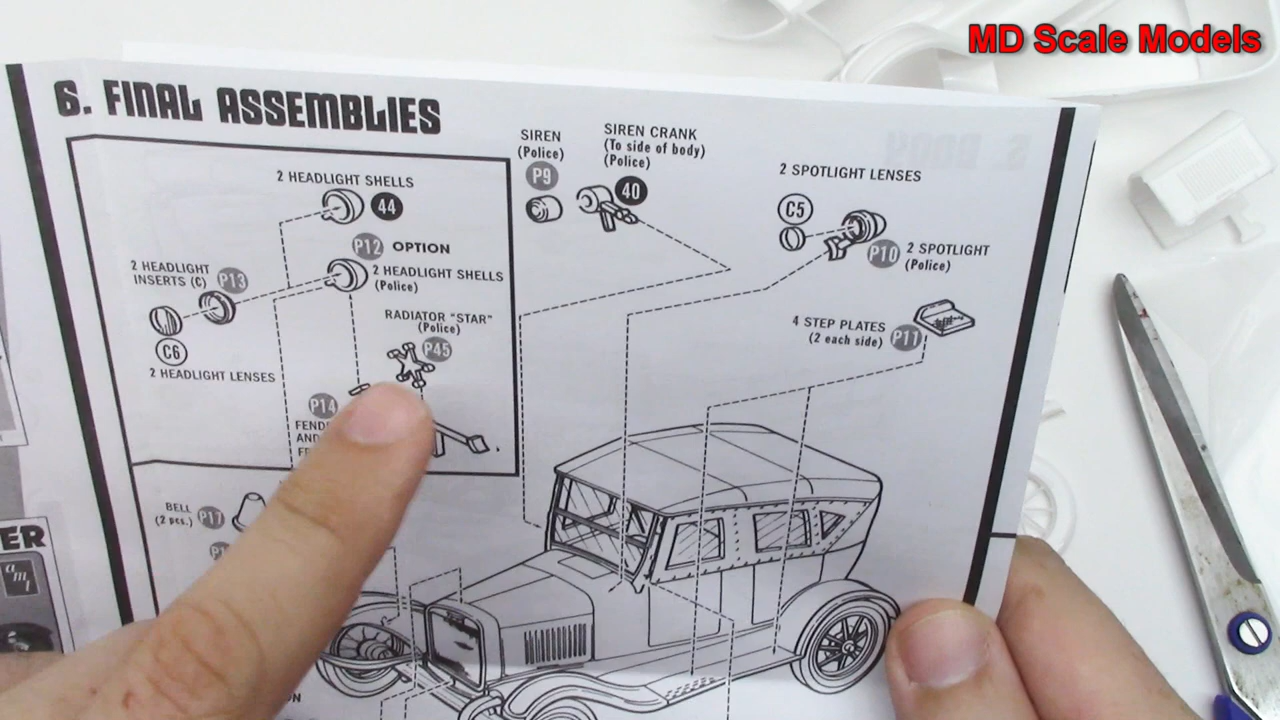 MD Scale Models
6. FINAL ASSEMBLIES
2 HEADLIGHT SHELLS
44
P12 OPTION
2 HEADLIGHT SHELLS
(Police)
2 HEADLIGHT
INSERTS (C) P13
C6
2 HEADLIGHT LENSES
RADIATOR "STAR"
(Police)
P45
P14
SIREN
(Police)
P9
SIREN CRANK
(To side of body)
(Police)
40
2 SPOTLIGHT LENSES
C5
P10 2 SPOTLIGHT
(Police)
4 STEP PLATES
(2 each side) P11
BELL
(2 pcs.) P17
ER
amt